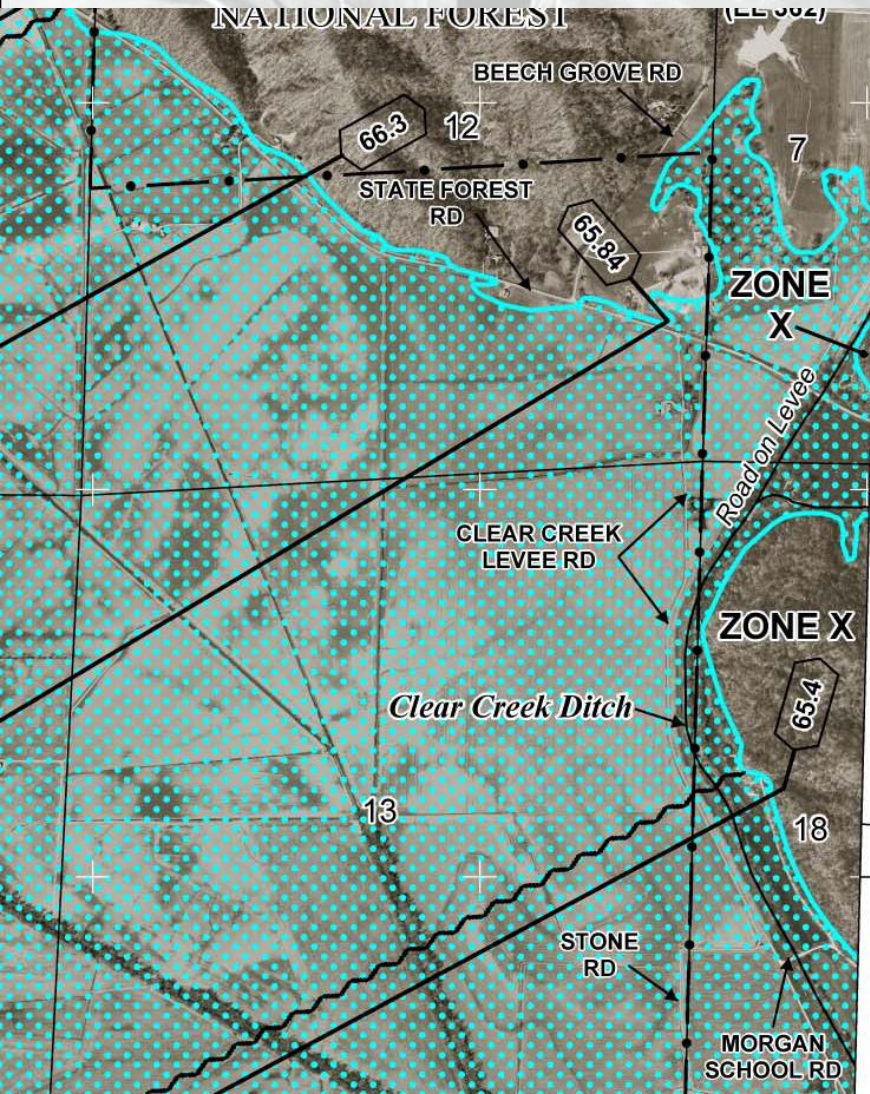 NATIONAL FOREST
(EL 362)
BEECH GROVE RD
66.3
12
7
STATE FOREST
RD
65.84
ZONE
X
Road on Levee
CLEAR CREEK
LEVEE RD
ZONE X
65.4
Clear Creek Ditch
13
18
STONE
RD
MORGAN
SCHOOL RD